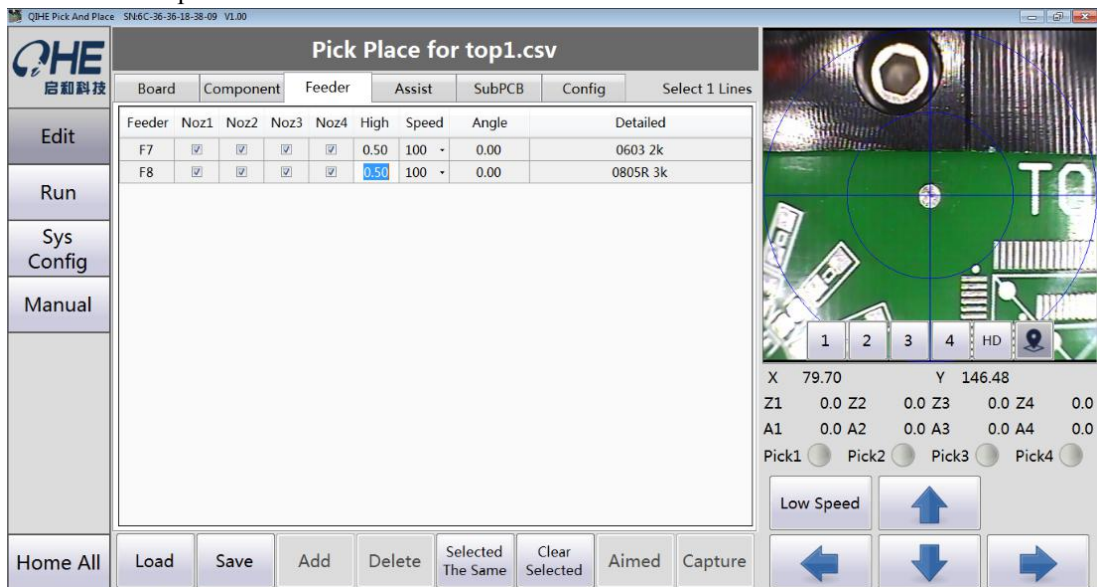 QIHE Pick And Place SN:6C-36-36-18-38-09 V1.00
QHE
启和科技
Pick Place for top1.csv
Board Component Feeder Assist SubPCB Config Select 1 Lines
Edit
Run
Sys
Config
Manual
Home All
Feeder Noz1 Noz2 Noz3 Noz4 High Speed Angle Detailed
F7 0.50 100 0.00 0603 2k
F8 0.50 100 0.00 0805R 3k
Load Save Add Delete Selected The Same Clear Selected Aimed Capture
1 2 3 4 HD
X 79.70 Y 146.48
Z1 0.0 Z2 0.0 Z3 0.0 Z4 0.0
A1 0.0 A2 0.0 A3 0.0 A4 0.0
Pick1 Pick2 Pick3 Pick4
Low Speed